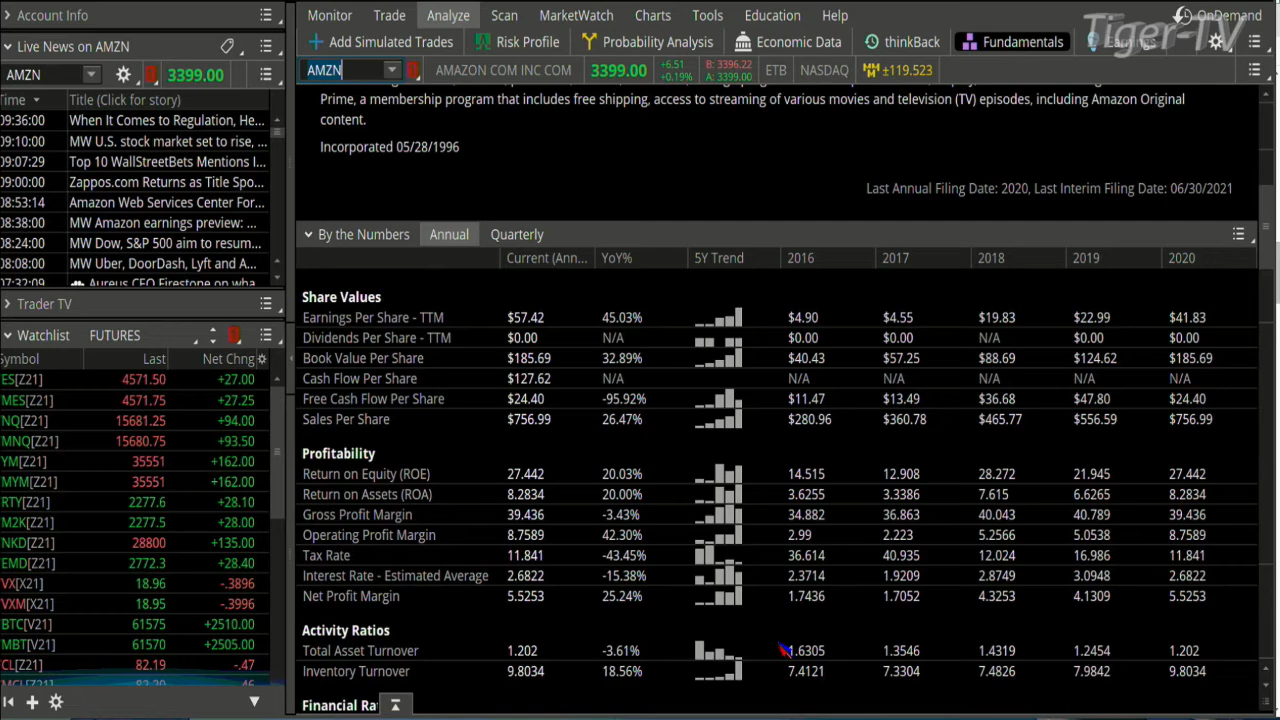 Account Info
Live News on AMZN
AMZN 3399.00
Time Title (Click for story)
09:36:00 When It Comes to Regulation, He...
09:10:00 MW U.S. stock market set to rise, ...
09:07:29 Top 10 WallStreetBets Mentions I...
09:00:00 Zappos.com Returns as Title Spo...
08:53:14 Amazon Web Services Center For...
08:38:00 MW Amazon earnings preview: ...
08:24:00 MW Dow, S&P 500 aim to resum...
08:08:00 MW Uber, DoorDash, Lyft and A...
07:32:09 Aureus CEO Firestone on wha...
Trader TV
Watchlist FUTURES
Symbol Last Net Chng
ES[Z21] 4571.50 +27.00
MES[Z21] 4571.75 +27.25
NQ[Z21] 15681.25 +94.00
MNQ[Z21] 15680.75 +93.50
YM[Z21] 35551 +162.00
MYM[Z21] 35551 +162.00
RTY[Z21] 2277.6 +28.10
M2K[Z21] 2277.5 +28.00
NKD[Z21] 28800 +135.00
EMD[Z21] 2772.3 +28.40
VX[X21] 18.96 -.3896
VXM[X21] 18.95 -.3996
BTC[V21] 61575 +2510.00
MBT[V21] 61570 +2505.00
CL[Z21] 82.19 -.47
MCL[Z21] 82.20 -.46
Monitor Trade Analyze Scan MarketWatch Charts Tools Education Help OnDemand
Tiger-TV
Add Simulated Trades Risk Profile Probability Analysis Economic Data thinkBack Fundamentals Earnings
AMZN AMAZON COM INC COM 3399.00 +6.51 +0.19% B: 3396.22 A: 3399.00 ETB NASDAQ ±119.523
Prime, a membership program that includes free shipping, access to streaming of various movies and television (TV) episodes, including Amazon Original
content.
Incorporated 05/28/1996
Last Annual Filing Date: 2020, Last Interim Filing Date: 06/30/2021
By the Numbers Annual Quarterly
Current (Ann... YoY% 5Y Trend 2016 2017 2018 2019 2020
Share Values
Earnings Per Share - TTM $57.42 45.03% $4.90 $4.55 $19.83 $22.99 $41.83
Dividends Per Share - TTM $0.00 N/A $0.00 $0.00 N/A $0.00 $0.00
Book Value Per Share $185.69 32.89% $40.43 $57.25 $88.69 $124.62 $185.69
Cash Flow Per Share $127.62 N/A N/A N/A N/A N/A N/A
Free Cash Flow Per Share $24.40 -95.92% $11.47 $13.49 $36.68 $47.80 $24.40
Sales Per Share $756.99 26.47% $280.96 $360.78 $465.77 $556.59 $756.99
Profitability
Return on Equity (ROE) 27.442 20.03% 14.515 12.908 28.272 21.945 27.442
Return on Assets (ROA) 8.2834 20.00% 3.6255 3.3386 7.615 6.6265 8.2834
Gross Profit Margin 39.436 -3.43% 34.882 36.863 40.043 40.789 39.436
Operating Profit Margin 8.7589 42.30% 2.99 2.223 5.2566 5.0538 8.7589
Tax Rate 11.841 -43.45% 36.614 40.935 12.024 16.986 11.841
Interest Rate - Estimated Average 2.6822 -15.38% 2.3714 1.9209 2.8749 3.0948 2.6822
Net Profit Margin 5.5253 25.24% 1.7436 1.7052 4.3253 4.1309 5.5253
Activity Ratios
Total Asset Turnover 1.202 -3.61% 1.6305 1.3546 1.4319 1.2454 1.202
Inventory Turnover 9.8034 18.56% 7.4121 7.3304 7.4826 7.9842 9.8034
Financial Ra